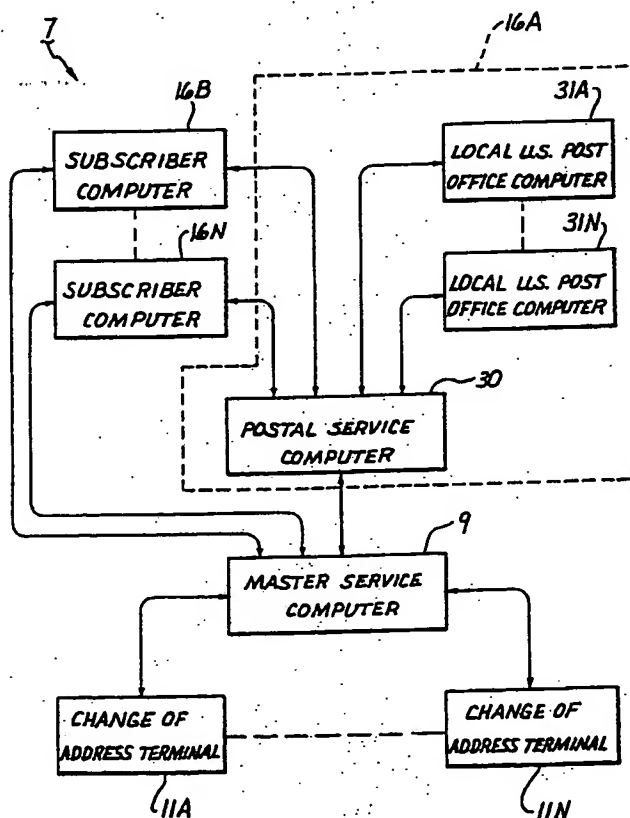 7
16A
16B
31A
SUBSCRIBER
COMPUTER
LOCAL U.S. POST
OFFICE COMPUTER
16N
31N
SUBSCRIBER
COMPUTER
LOCAL U.S. POST
OFFICE COMPUTER
30
POSTAL SERVICE
COMPUTER
9
MASTER SERVICE
COMPUTER
CHANGE OF
ADDRESS TERMINAL
CHANGE OF
ADDRESS TERMINAL
11A
11N